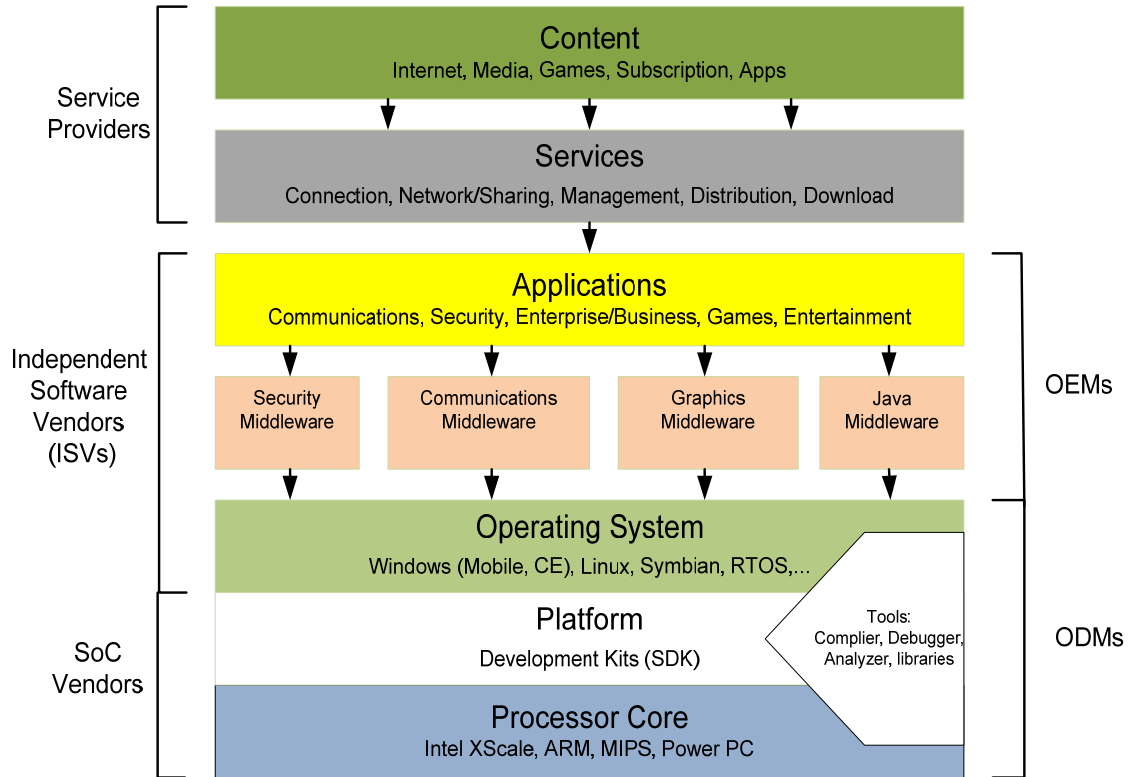 Content
Internet, Media, Games, Subscription, Apps
Service
Providers
Services
Connection, Network/Sharing, Management, Distribution, Download
Applications
Communications, Security, Enterprise/Business, Games, Entertainment
Independent
Software
Vendors
(ISVs)
Security
Middleware
Communications
Middleware
Graphics
Middleware
Java
Middleware
OEMs
Operating System
Windows (Mobile, CE), Linux, Symbian, RTOS,...
Platform
Development Kits (SDK)
Tools:
Complier, Debugger,
Analyzer, libraries
SoC
Vendors
ODMs
Processor Core
Intel XScale, ARM, MIPS, Power PC